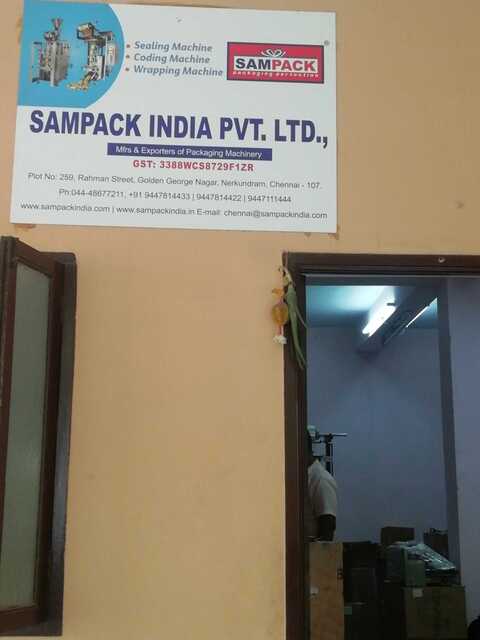 • Sealing Machine
• Coding Machine
• Wrapping Machine
SAMPACK®
packaging perfection
SAMPACK INDIA PVT. LTD.,
Mfrs & Exporters of Packaging Machinery
GST: 3388WCS8729F1ZR
Plot No: 259, Rahman Street, Golden George Nagar, Nerkundram, Chennai - 107.
Ph:044-48677211, +91 9447814433 | 9447814422 | 9447111444
www.sampackindia.com | www.sampackindia.in E-mail: chennai@sampackindia.com